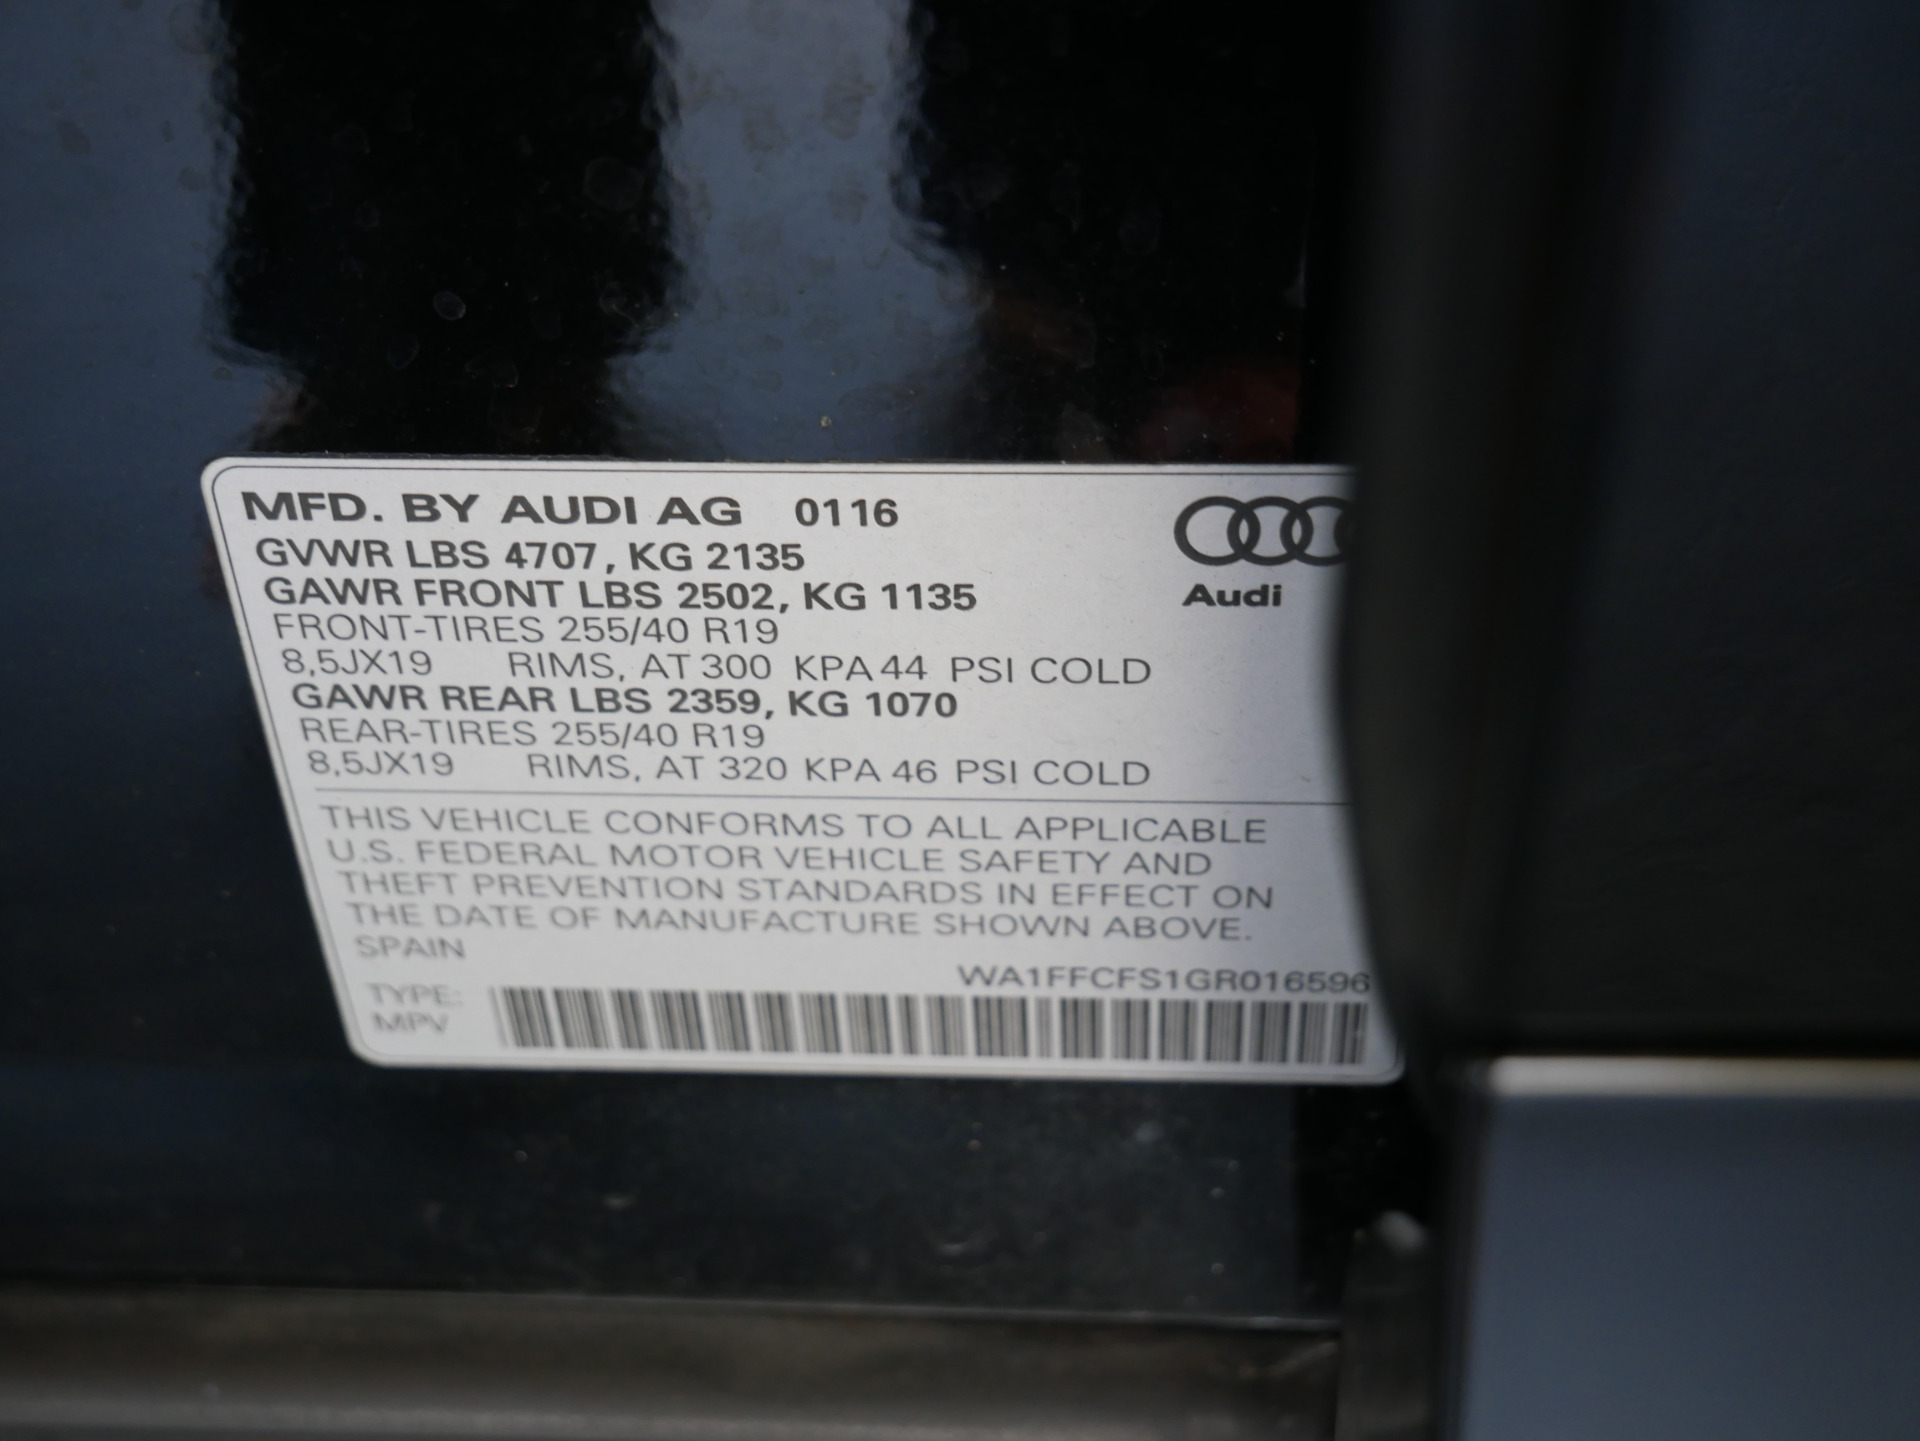 MFD. BY AUDI AG 0116
GVWR LBS 4707, KG 2135
GAWR FRONT LBS 2502, KG 1135
Audi
FRONT-TIRES 255/40 R19
8,5JX19 RIMS, AT 300 KPA 44 PSI COLD
GAWR REAR LBS 2359, KG 1070
REAR-TIRES 255/40 R19
8,5JX19 RIMS, AT 320 KPA 46 PSI COLD
THIS VEHICLE CONFORMS TO ALL APPLICABLE
U.S. FEDERAL MOTOR VEHICLE SAFETY AND
THEFT PREVENTION STANDARDS IN EFFECT ON
THE DATE OF MANUFACTURE SHOWN ABOVE.
SPAIN
WA1FFCFS1GR016596
TYPE:
MPV